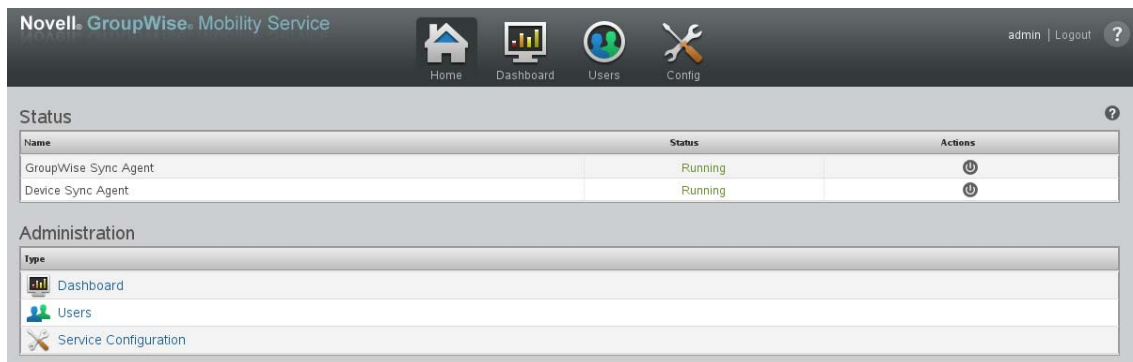 Novell® GroupWise® Mobility Service
Home Dashboard Users Config
admin | Logout ?
Status ?
Name Status Actions
GroupWise Sync Agent Running
Device Sync Agent Running
Administration
Type
Dashboard
Users
Service Configuration